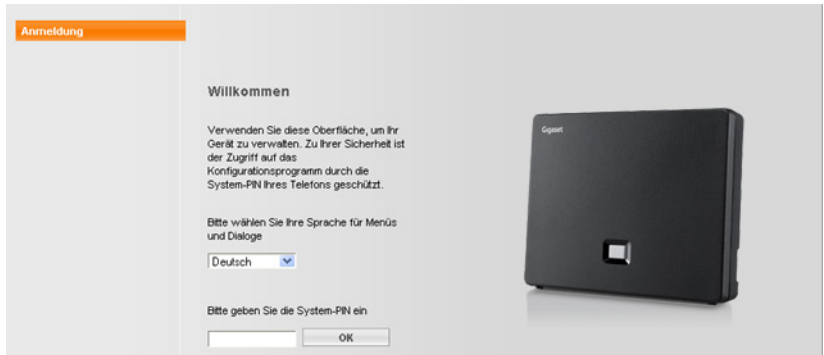 Anmeldung
Willkommen
Verwenden Sie diese Oberfläche, um Ihr
Gerät zu verwalten. Zu Ihrer Sicherheit ist
der Zugriff auf das
Konfigurationsprogramm durch die
System-PIN Ihres Telefons geschützt.
Bitte wählen Sie Ihre Sprache für Menüs
und Dialoge
Deutsch
Bitte geben Sie die System-PIN ein
OK
Gigaset